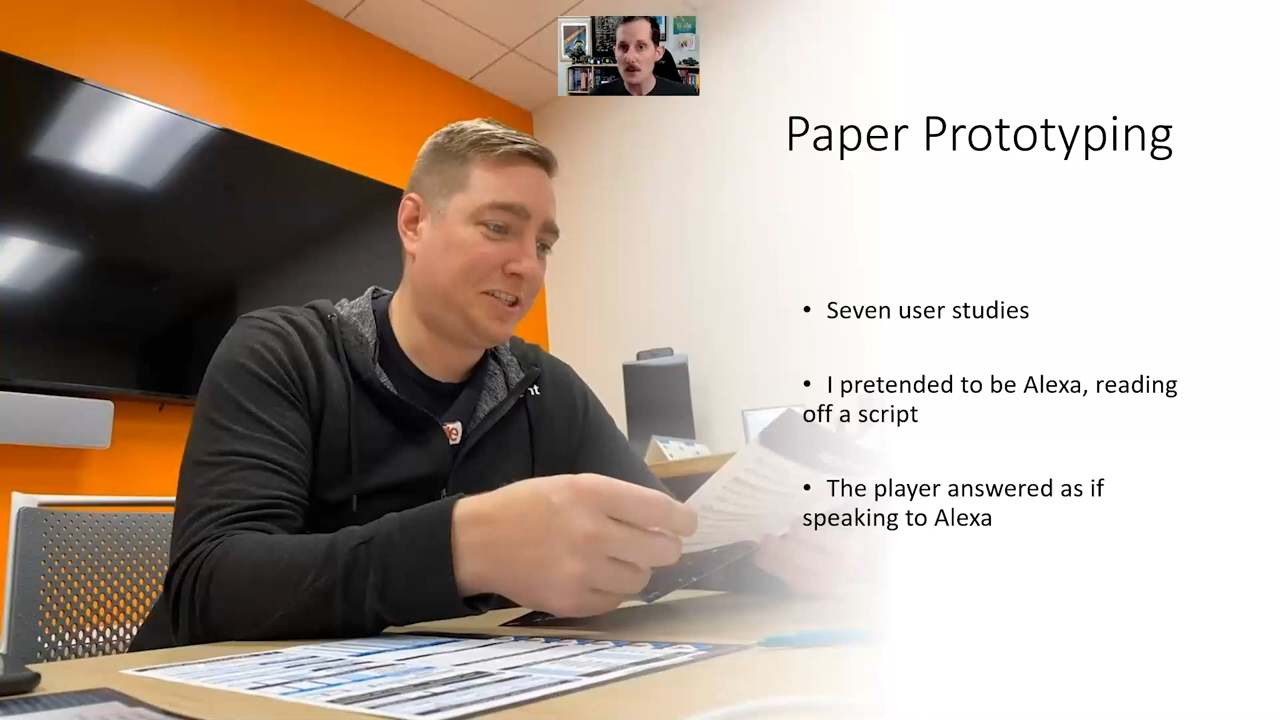 Paper Prototyping
• Seven user studies
• I pretended to be Alexa, reading
off a script
• The player answered as if
speaking to Alexa